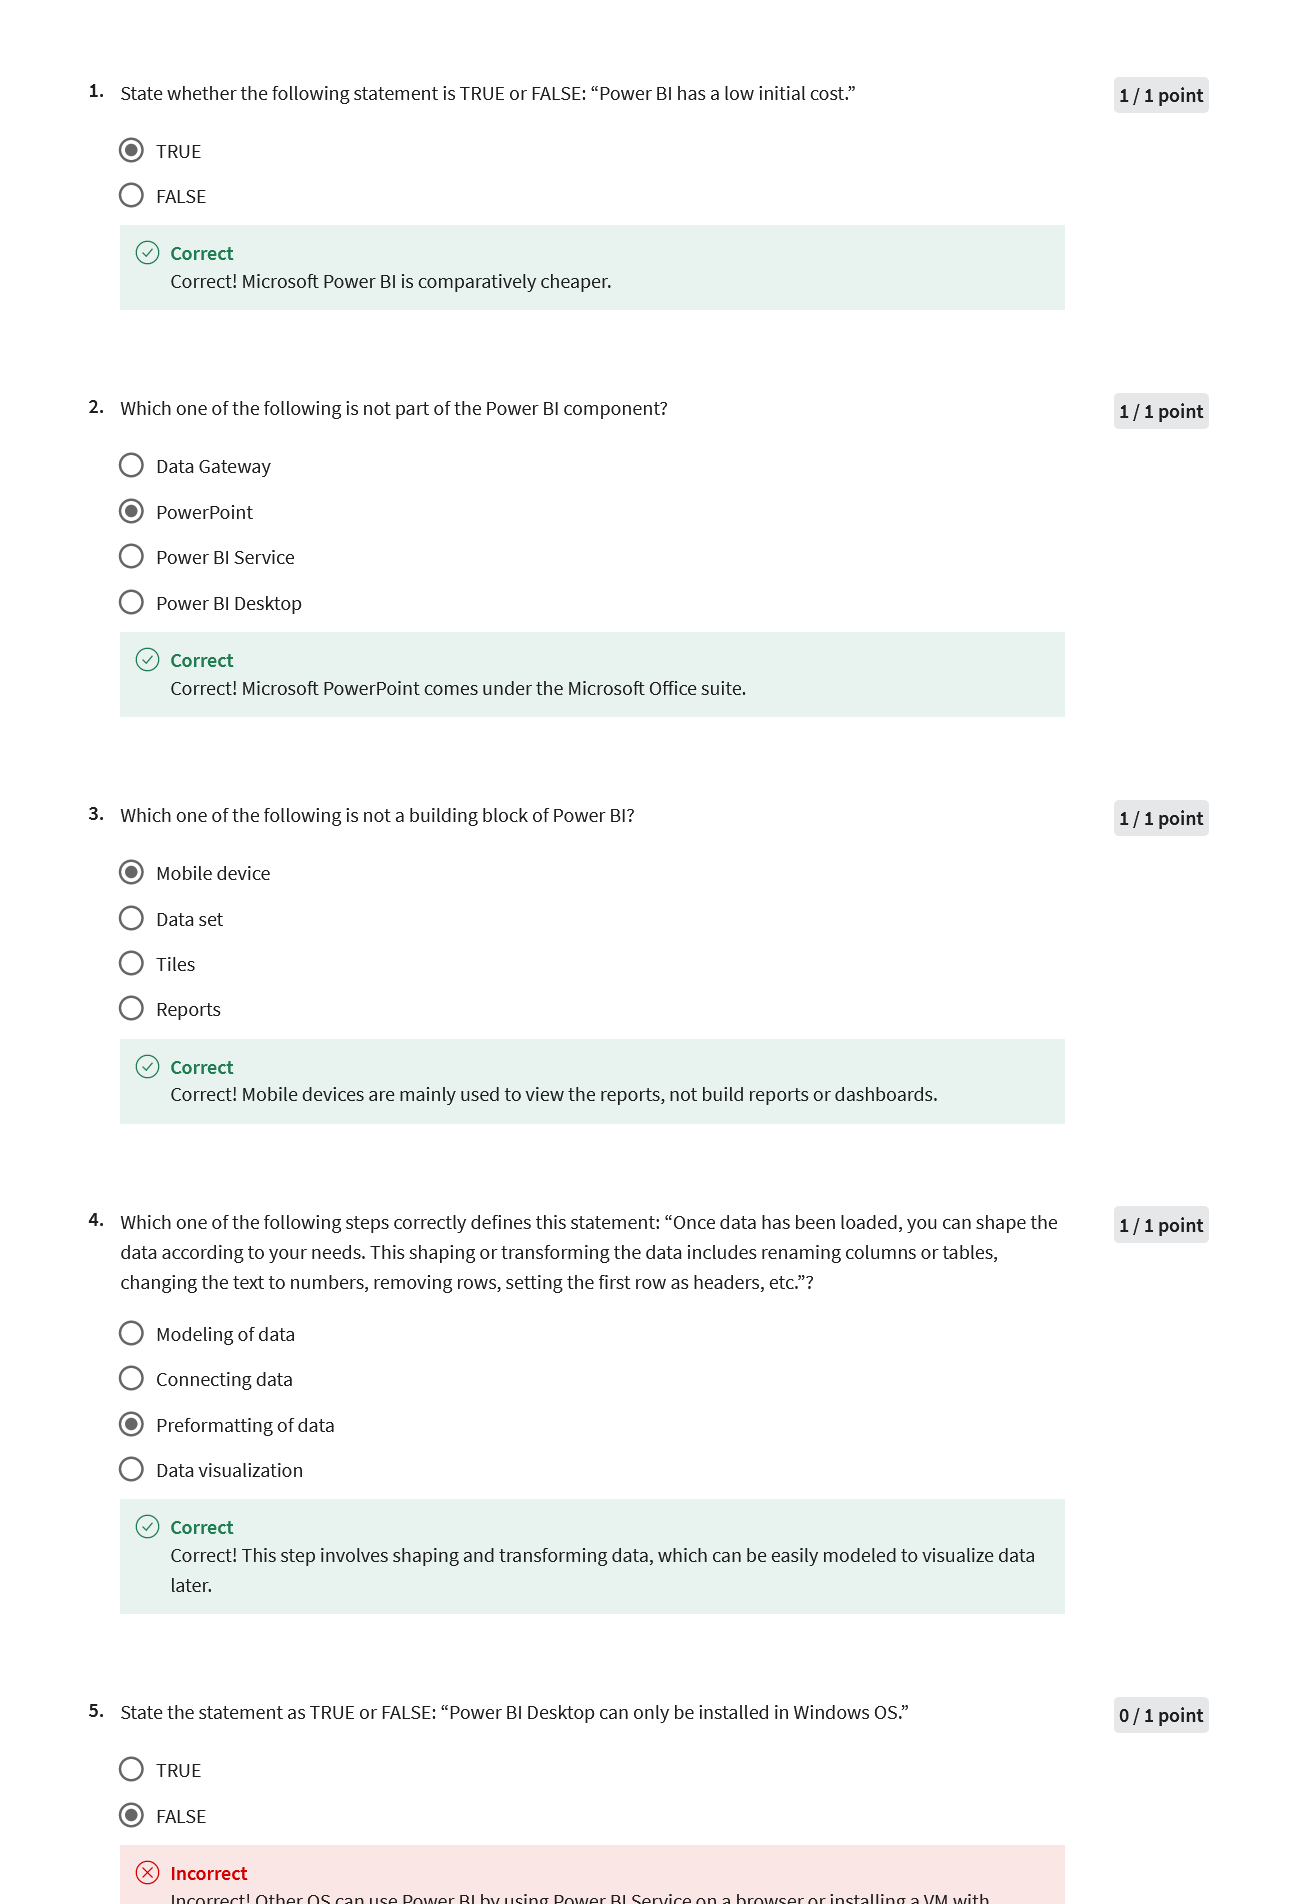 1. State whether the following statement is TRUE or FALSE: “Power BI has a low initial cost.”
1 / 1 point
TRUE
FALSE
Correct
Correct! Microsoft Power BI is comparatively cheaper.
2. Which one of the following is not part of the Power BI component?
1 / 1 point
Data Gateway
PowerPoint
Power BI Service
Power BI Desktop
Correct
Correct! Microsoft PowerPoint comes under the Microsoft Office suite.
3. Which one of the following is not a building block of Power BI?
1 / 1 point
Mobile device
Data set
Tiles
Reports
Correct
Correct! Mobile devices are mainly used to view the reports, not build reports or dashboards.
4. Which one of the following steps correctly defines this statement: “Once data has been loaded, you can shape the
1 / 1 point
data according to your needs. This shaping or transforming the data includes renaming columns or tables,
changing the text to numbers, removing rows, setting the first row as headers, etc.”?
Modeling of data
Connecting data
Preformatting of data
Data visualization
Correct
Correct! This step involves shaping and transforming data, which can be easily modeled to visualize data
later.
5. State the statement as TRUE or FALSE: “Power BI Desktop can only be installed in Windows OS.”
0 / 1 point
TRUE
FALSE
Incorrect
Incorrect! Other OS can use Power BI by using Power BI Service on a browser or installing a VM with